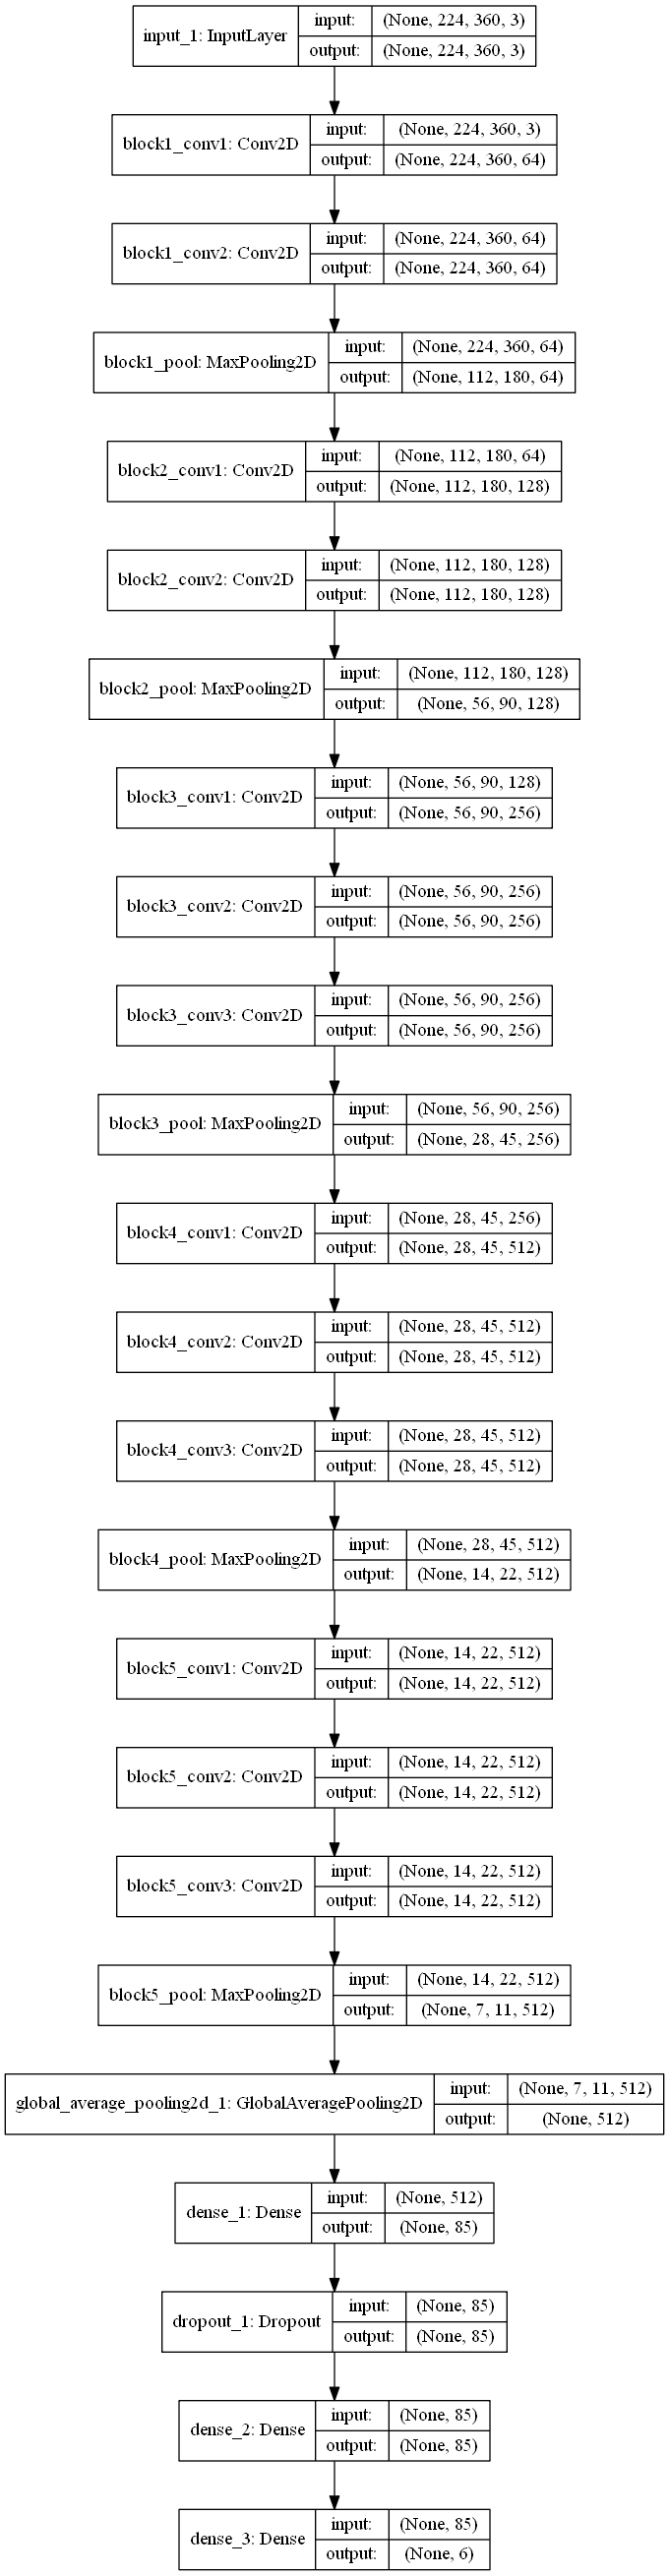 input_1: InputLayer
input: (None, 224, 360, 3)
output: (None, 224, 360, 3)
block1_conv1: Conv2D
input: (None, 224, 360, 3)
output: (None, 224, 360, 64)
block1_conv2: Conv2D
input: (None, 224, 360, 64)
output: (None, 224, 360, 64)
block1_pool: MaxPooling2D
input: (None, 224, 360, 64)
output: (None, 112, 180, 64)
block2_conv1: Conv2D
input: (None, 112, 180, 64)
output: (None, 112, 180, 128)
block2_conv2: Conv2D
input: (None, 112, 180, 128)
output: (None, 112, 180, 128)
block2_pool: MaxPooling2D
input: (None, 112, 180, 128)
output: (None, 56, 90, 128)
block3_conv1: Conv2D
input: (None, 56, 90, 128)
output: (None, 56, 90, 256)
block3_conv2: Conv2D
input: (None, 56, 90, 256)
output: (None, 56, 90, 256)
block3_conv3: Conv2D
input: (None, 56, 90, 256)
output: (None, 56, 90, 256)
block3_pool: MaxPooling2D
input: (None, 56, 90, 256)
output: (None, 28, 45, 256)
block4_conv1: Conv2D
input: (None, 28, 45, 256)
output: (None, 28, 45, 512)
block4_conv2: Conv2D
input: (None, 28, 45, 512)
output: (None, 28, 45, 512)
block4_conv3: Conv2D
input: (None, 28, 45, 512)
output: (None, 28, 45, 512)
block4_pool: MaxPooling2D
input: (None, 28, 45, 512)
output: (None, 14, 22, 512)
block5_conv1: Conv2D
input: (None, 14, 22, 512)
output: (None, 14, 22, 512)
block5_conv2: Conv2D
input: (None, 14, 22, 512)
output: (None, 14, 22, 512)
block5_conv3: Conv2D
input: (None, 14, 22, 512)
output: (None, 14, 22, 512)
block5_pool: MaxPooling2D
input: (None, 14, 22, 512)
output: (None, 7, 11, 512)
global_average_pooling2d_1: GlobalAveragePooling2D
input: (None, 7, 11, 512)
output: (None, 512)
dense_1: Dense
input: (None, 512)
output: (None, 85)
dropout_1: Dropout
input: (None, 85)
output: (None, 85)
dense_2: Dense
input: (None, 85)
output: (None, 85)
dense_3: Dense
input: (None, 85)
output: (None, 6)